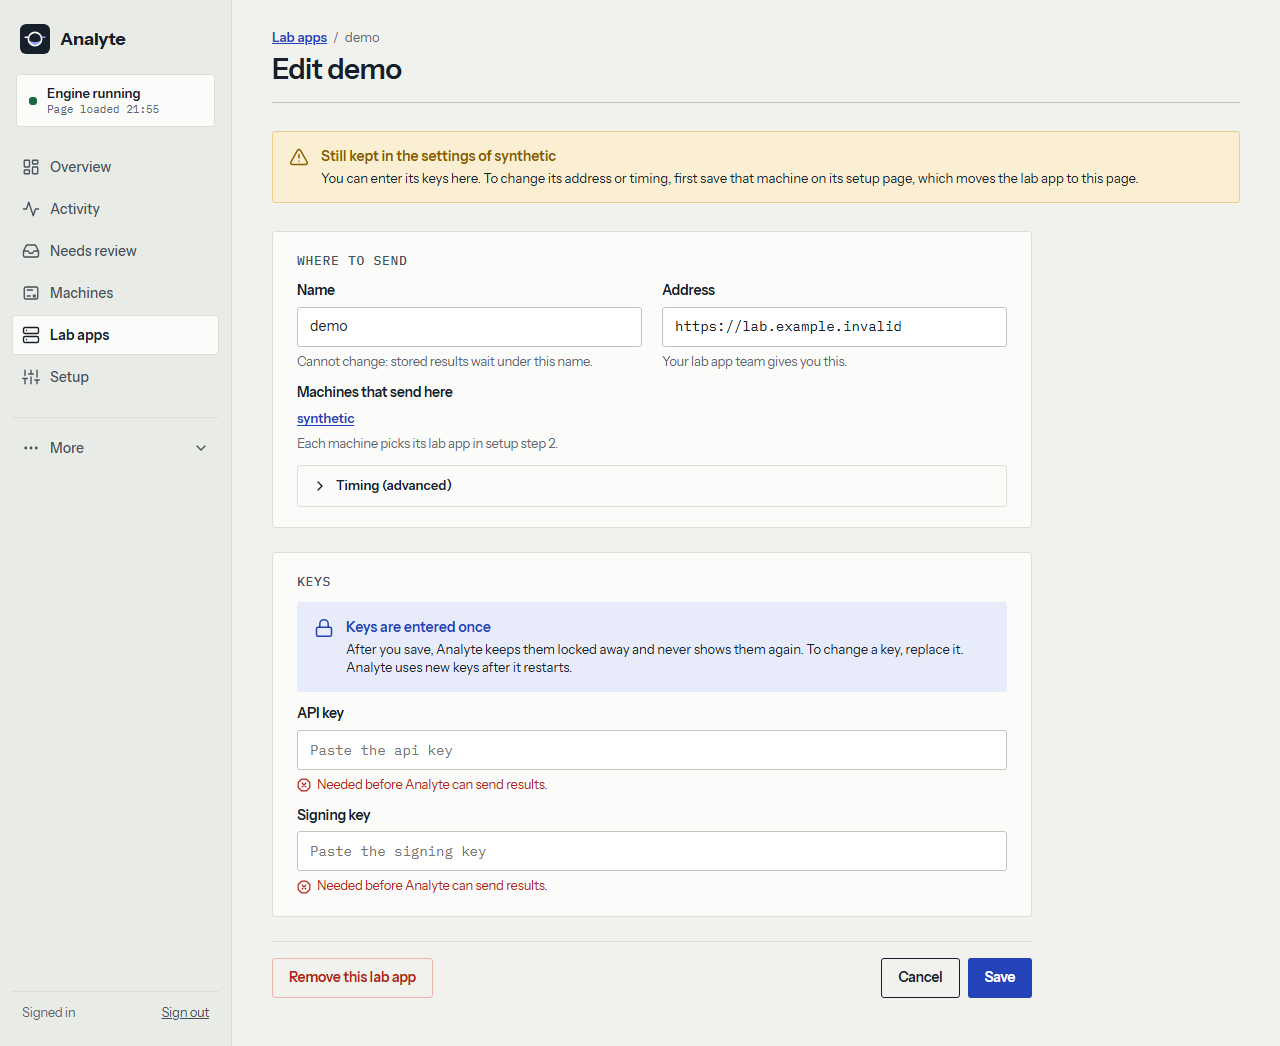 Analyte
Engine running
Page loaded 21:55
Overview
Activity
Needs review
Machines
Lab apps
Setup
More
Signed in
Sign out
Lab apps / demo
Edit demo
Still kept in the settings of synthetic
You can enter its keys here. To change its address or timing, first save that machine on its setup page, which moves the lab app to this page.
WHERE TO SEND
Name
demo
Cannot change: stored results wait under this name.
Address
https://lab.example.invalid
Your lab app team gives you this.
Machines that send here
synthetic
Each machine picks its lab app in setup step 2.
Timing (advanced)
KEYS
Keys are entered once
After you save, Analyte keeps them locked away and never shows them again. To change a key, replace it.
Analyte uses new keys after it restarts.
API key
Paste the api key
Needed before Analyte can send results.
Signing key
Paste the signing key
Needed before Analyte can send results.
Remove this lab app
Cancel
Save